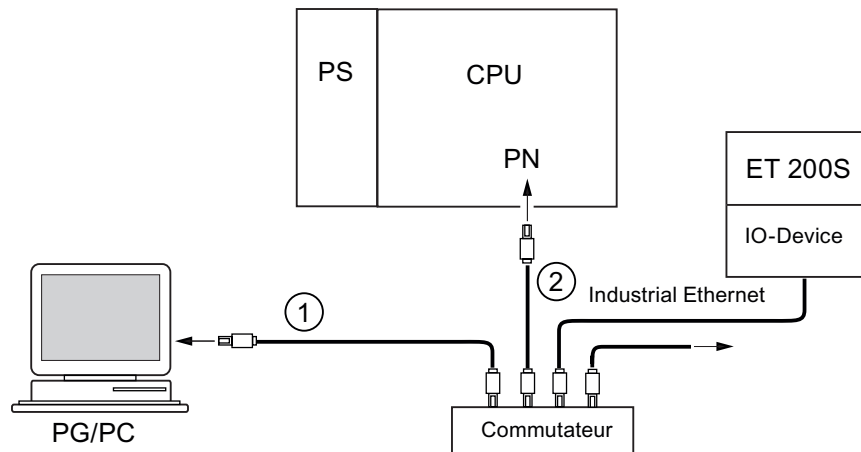 PS
CPU
PN
ET 200S
IO-Device
1
2
Industrial Ethernet
PG/PC
Commutateur